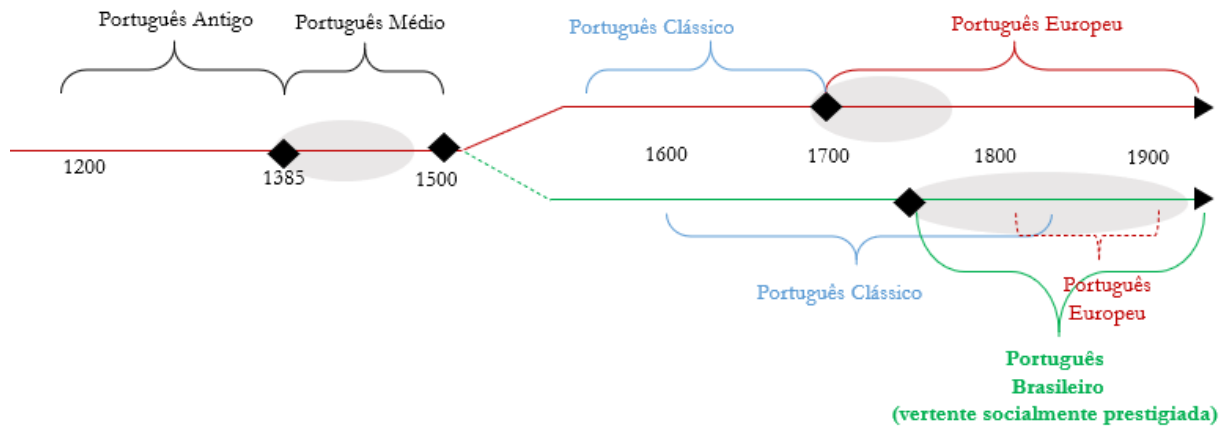 Português Antigo
Português Médio
Português Clássico
Português Europeu
1200
1385
1500
1600
1700
1800
1900
Português Clássico
Português
Europeu
Português
Brasileiro
(vertente socialmente prestigiada)